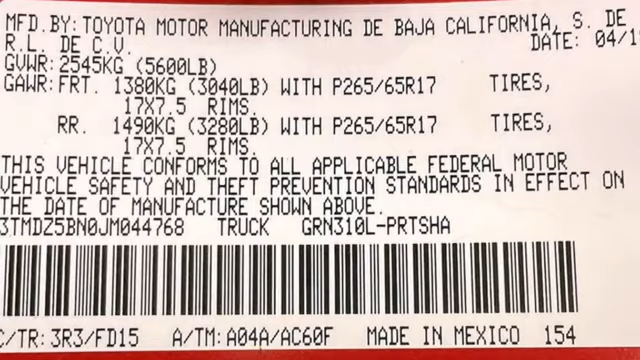 MFD.BY:TOYOTA MOTOR MANUFACTURING DE BAJA CALIFORNIA, S. DE
R.L. DE C.V. DATE: 04/1
GVWR:2545KG (5600LB)
GAWR:FRT. 1380KG (3040LB) WITH P265/65R17 TIRES,
17X7.5 RIMS.
RR. 1490KG (3280LB) WITH P265/65R17 TIRES,
17X7.5 RIMS.
THIS VEHICLE CONFORMS TO ALL APPLICABLE FEDERAL MOTOR
VEHICLE SAFETY AND THEFT PREVENTION STANDARDS IN EFFECT ON
THE DATE OF MANUFACTURE SHOWN ABOVE.
3TMDZ5BN0JM044768 TRUCK GRN310L-PRTSHA
C/TR: 3R3/FD15 A/TM: A04A/AC60F MADE IN MEXICO 154